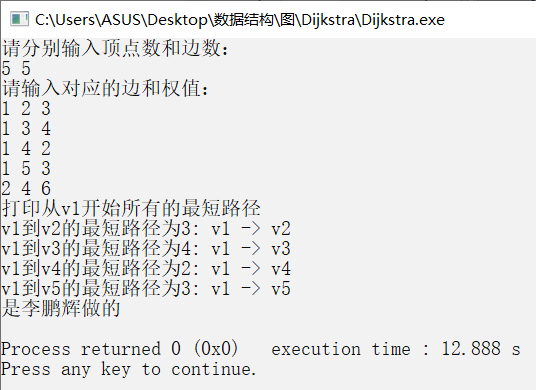 C:\Users\ASUS\Desktop\数据结构\图\Dijkstra\Dijkstra.exe
请分别输入顶点数和边数:
5 5
请输入对应的边和权值:
1 2 3
1 3 4
1 4 2
1 5 3
2 4 6
打印从v1开始所有的最短路径
v1到v2的最短路径为3: v1 -> v2
v1到v3的最短路径为4: v1 -> v3
v1到v4的最短路径为2: v1 -> v4
v1到v5的最短路径为3: v1 -> v5
是李鹏辉做的
Process returned 0 (0x0)   execution time : 12.888 s
Press any key to continue.